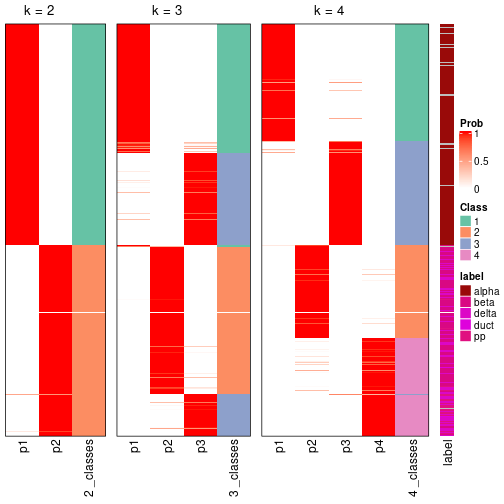 k = 2 k = 3 k = 4
Prob
1
0.5
0
Class
1
2
3
4
label
alpha
beta
delta
duct
pp
p1 p2 2_classes p1 p2 p3 3_classes p1 p2 p3 p4 4_classes label